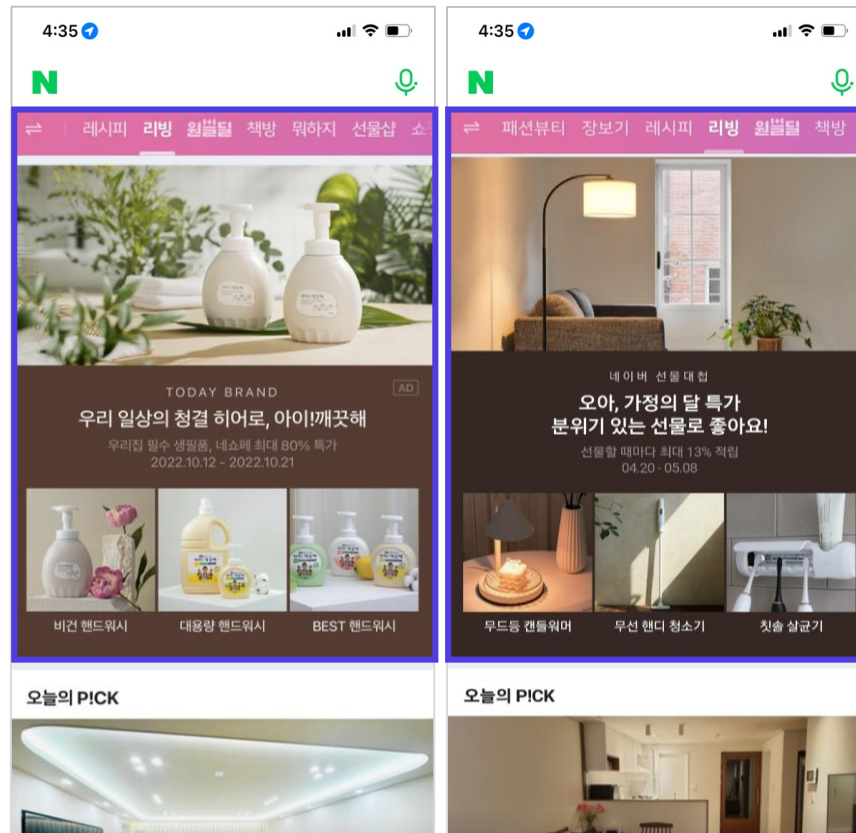 4:35
N
레시피 리빙 원쁠딜 책방 뭐하지 선물샵
TODAY BRAND
AD
우리 일상의 청결 히어로, 아이!깨끗해
우리집 필수 생필품, 네쇼페 최대 80% 특가
2022.10.12 - 2022.10.21
비건 핸드워시
대용량 핸드워시
BEST 핸드워시
오늘의 P!CK
4:35
N
패션뷰티 장보기 레시피 리빙 원쁠딜 책방
네이버 선물대첩
오아, 가정의 달 특가
분위기 있는 선물로 좋아요!
선물할 때마다 최대 13% 적립
04.20 - 05.08
무드등 캔들워머
무선 핸디 청소기
칫솔 살균기
오늘의 P!CK